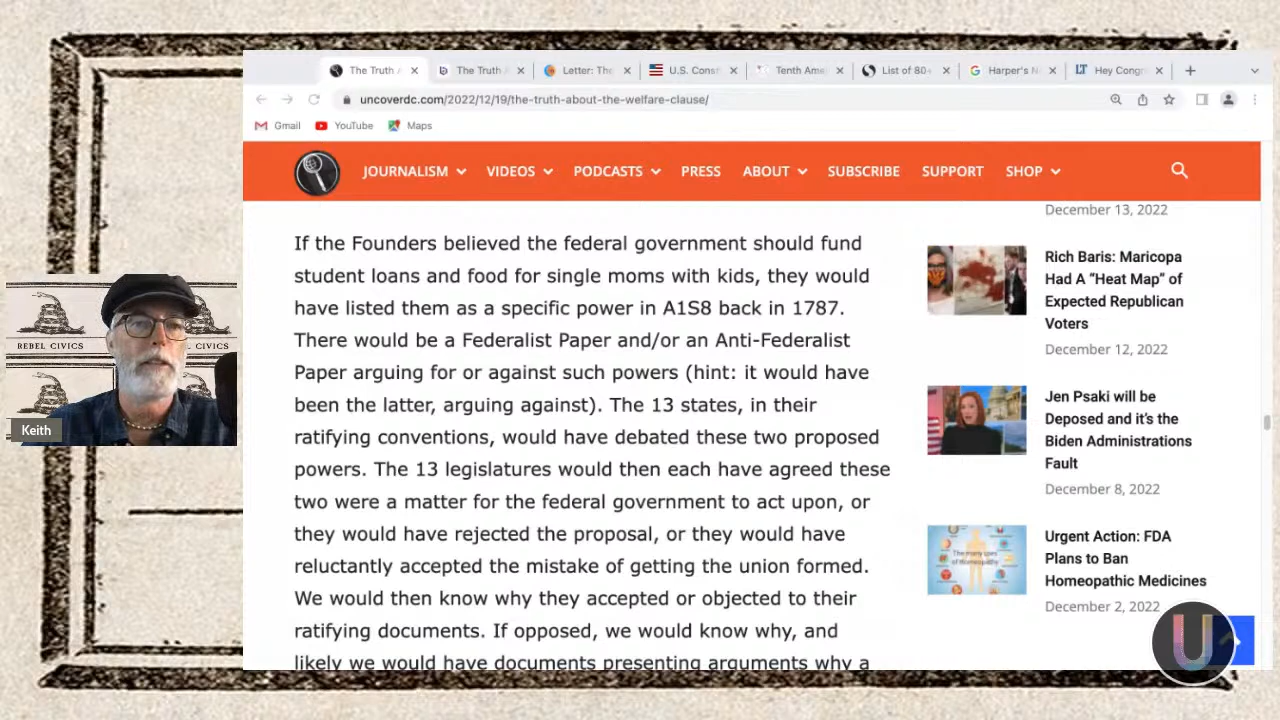 The Truth A
The Truth
Letter: The
U.S. Const
Tenth Ame
List of 80+
Harper's N
Hey Congr
uncoverdc.com/2022/12/19/the-truth-about-the-welfare-clause/
Gmail
YouTube
Maps
JOURNALISM
VIDEOS
PODCASTS
PRESS
ABOUT
SUBSCRIBE
SUPPORT
SHOP
If the Founders believed the federal government should fund
student loans and food for single moms with kids, they would
have listed them as a specific power in A1S8 back in 1787.
There would be a Federalist Paper and/or an Anti-Federalist
Paper arguing for or against such powers (hint: it would have
been the latter, arguing against). The 13 states, in their
ratifying conventions, would have debated these two proposed
powers. The 13 legislatures would then each have agreed these
two were a matter for the federal government to act upon, or
they would have rejected the proposal, or they would have
reluctantly accepted the mistake of getting the union formed.
We would then know why they accepted or objected to their
ratifying documents. If opposed, we would know why, and
likely we would have documents presenting arguments why a
December 13, 2022
Rich Baris: Maricopa
Had A “Heat Map” of
Expected Republican
Voters
December 12, 2022
Jen Psaki will be
Deposed and it’s the
Biden Administrations
Fault
December 8, 2022
The many uses
of Homeopathy
Urgent Action: FDA
Plans to Ban
Homeopathic Medicines
December 2, 2022
U
REBEL CIVICS
L CIVICS
Keith